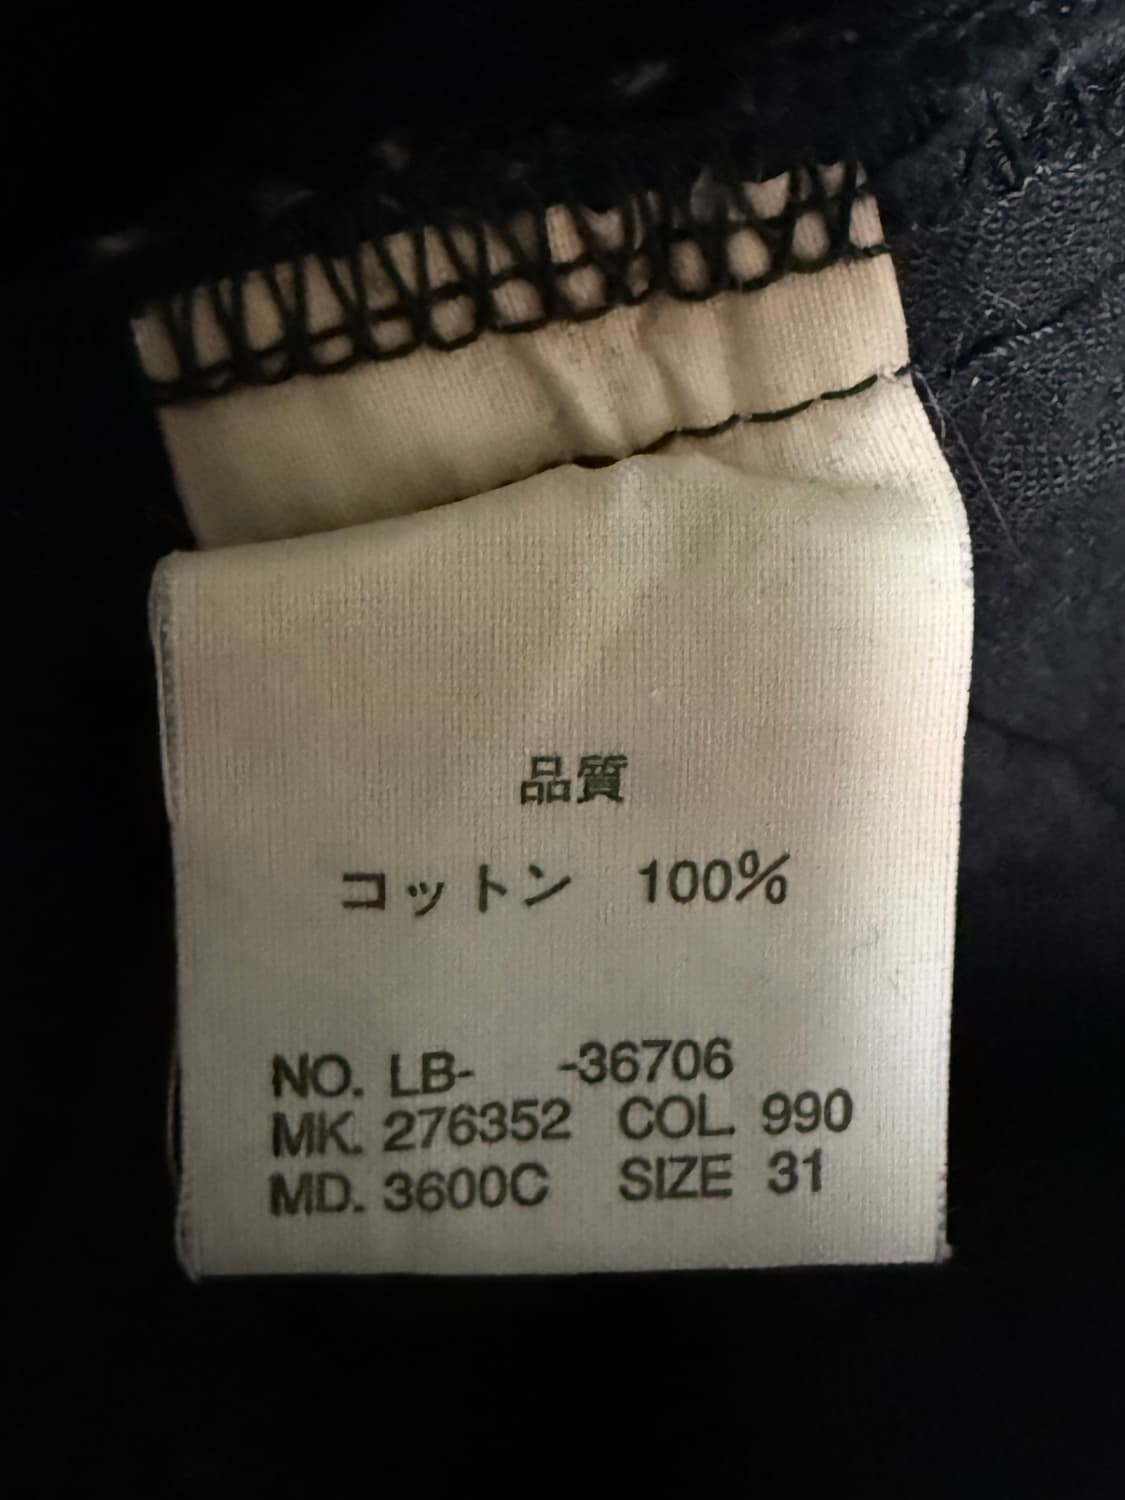 品質
コットン 100%
NO. LB- -36706
MK. 276352 COL. 990
MD. 3600C SIZE 31